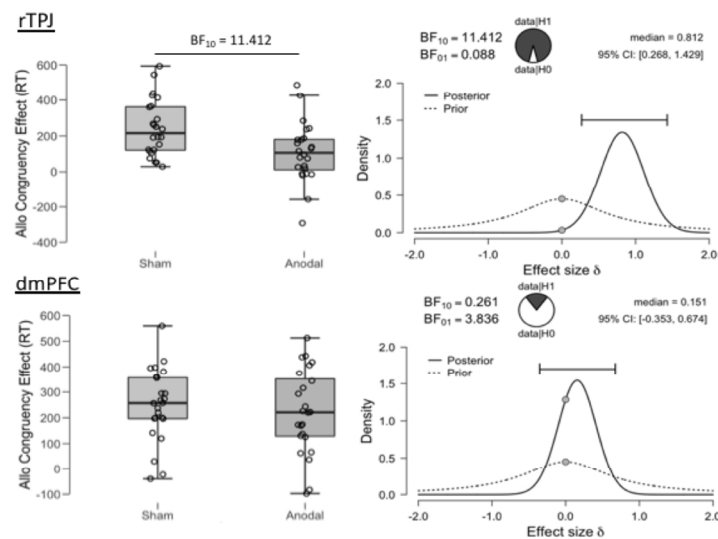 rTPJ
BF10 = 11.412
Allo Congruency Effect (RT)
600
400
200
0
-200
-400
Sham
Anodal
BF10 = 11.412
BF01 = 0.088
data|H1
data|H0
median = 0.812
95% CI: [0.268, 1.429]
Posterior
Prior
Density
2.0
1.5
1.0
0.5
0.0
-2.0
-1.0
0.0
1.0
2.0
Effect size δ
dmPFC
Allo Congruency Effect (RT)
600
500
400
300
200
100
0
-100
Sham
Anodal
BF10 = 0.261
BF01 = 3.836
data|H1
data|H0
median = 0.151
95% CI: [-0.353, 0.674]
Posterior
Prior
Density
2.0
1.5
1.0
0.5
0.0
-2.0
-1.0
0.0
1.0
2.0
Effect size δ